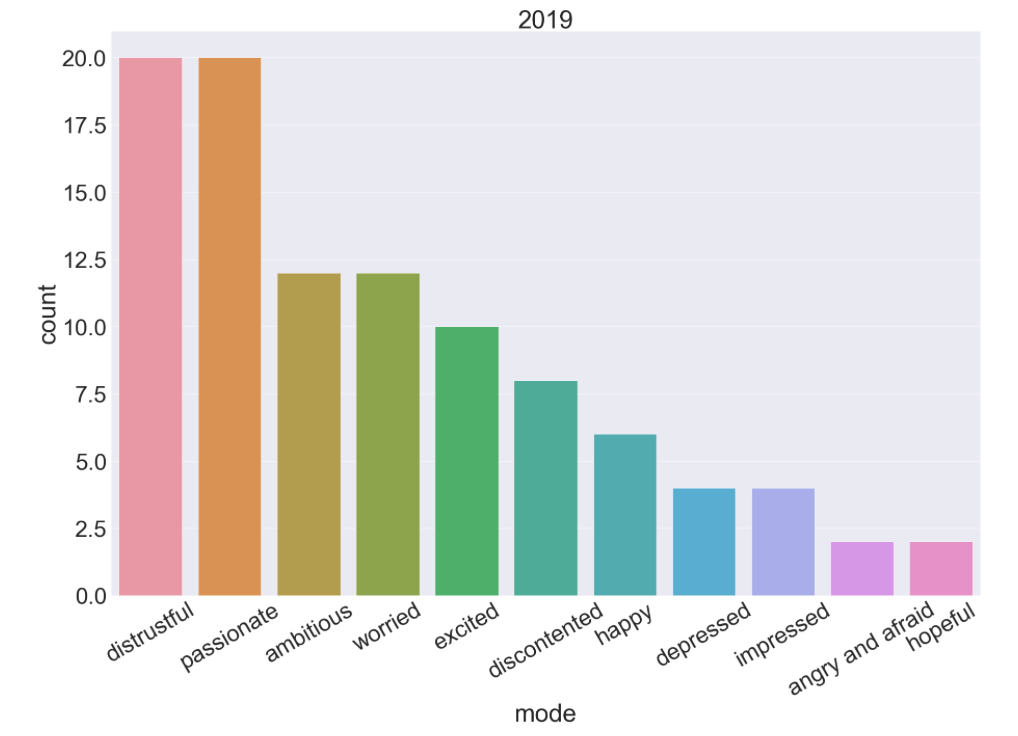 2019
count
20.0
17.5
15.0
12.5
10.0
7.5
5.0
2.5
0.0
distrustful
passionate
ambitious
worried
excited
discontented
happy
depressed
impressed
angry and afraid
hopeful
mode